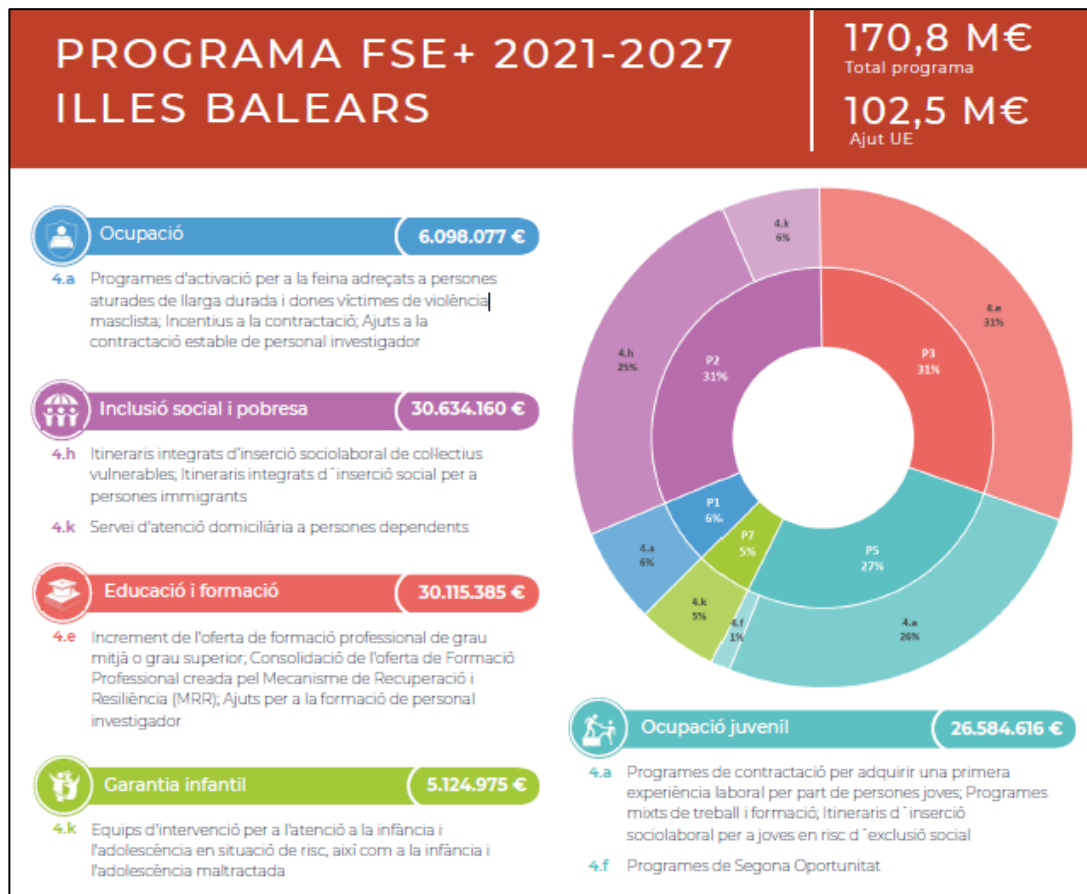 PROGRAMA FSE+ 2021-2027
ILLES BALEARS
170,8 M€
Total programa
102,5 M€
Ajut UE
Ocupació
6.098.077 €
4.a Programes d'activació per a la feina adreçats a persones
aturades de llarga durada i dones víctimes de violència
masclista; Incentius a la contractació; Ajuts a la
contractació estable de personal investigador
Inclusió social i pobresa
30.634.160 €
4.h Itineraris integrats d'inserció sociolaboral de col·lectius
vulnerables; Itineraris integrats d´inserció social per a
persones immigrants
4.k Servei d'atenció domiciliària a persones dependents
Educació i formació
30.115.385 €
4.e Increment de l'oferta de formació professional de grau
mitjà o grau superior; Consolidació de l'oferta de Formació
Professional creada pel Mecanisme de Recuperació i
Resiliència (MRR); Ajuts per a la formació de personal
investigador
Garantia infantil
5.124.975 €
4.k Equips d'intervenció per a l'atenció a la infància i
l'adolescència en situació de risc, així com a la infància i
l'adolescència maltractada
4.k
6%
4.e
31%
4.h
25%
P2
31%
P3
31%
P1
6%
P7
5%
P5
27%
4.a
6%
4.k
5%
4.f
1%
4.a
26%
Ocupació juvenil
26.584.616 €
4.a Programes de contractació per adquirir una primera
experiència laboral per part de persones joves; Programes
mixts de treball i formació; Itineraris d´inserció
sociolaboral per a joves en risc d´exclusió social
4.f Programes de Segona Oportunitat